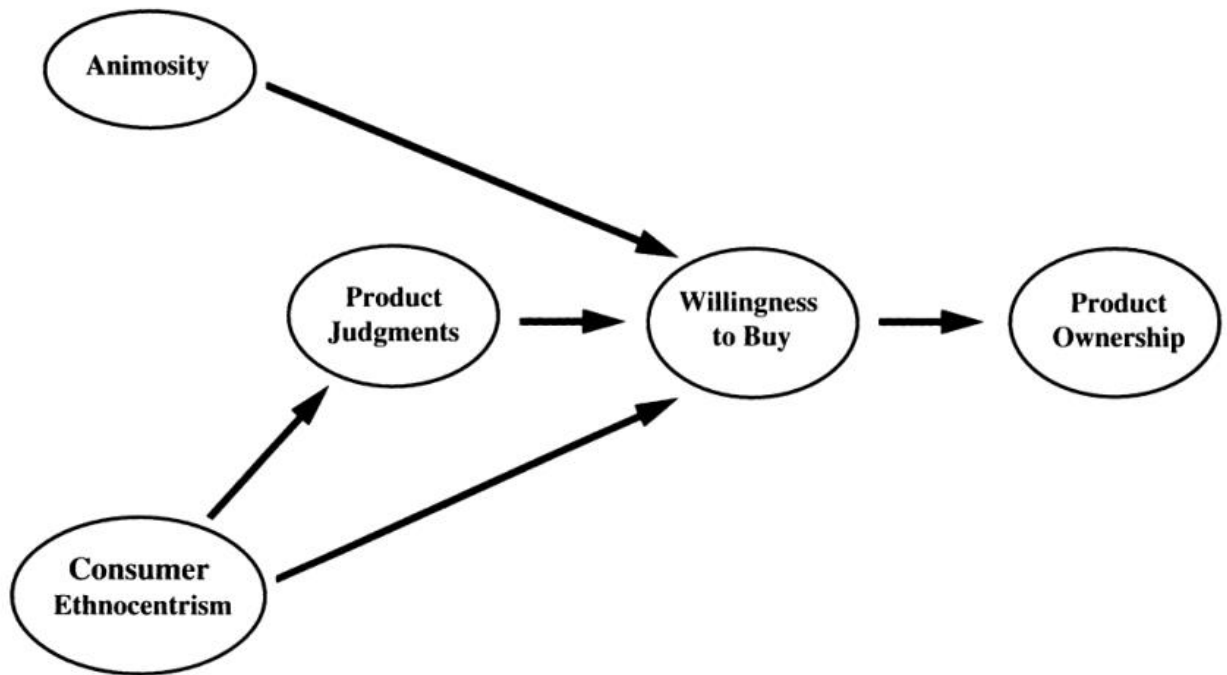 Animosity
Product
Judgments
Willingness
to Buy
Product
Ownership
Consumer
Ethnocentrism